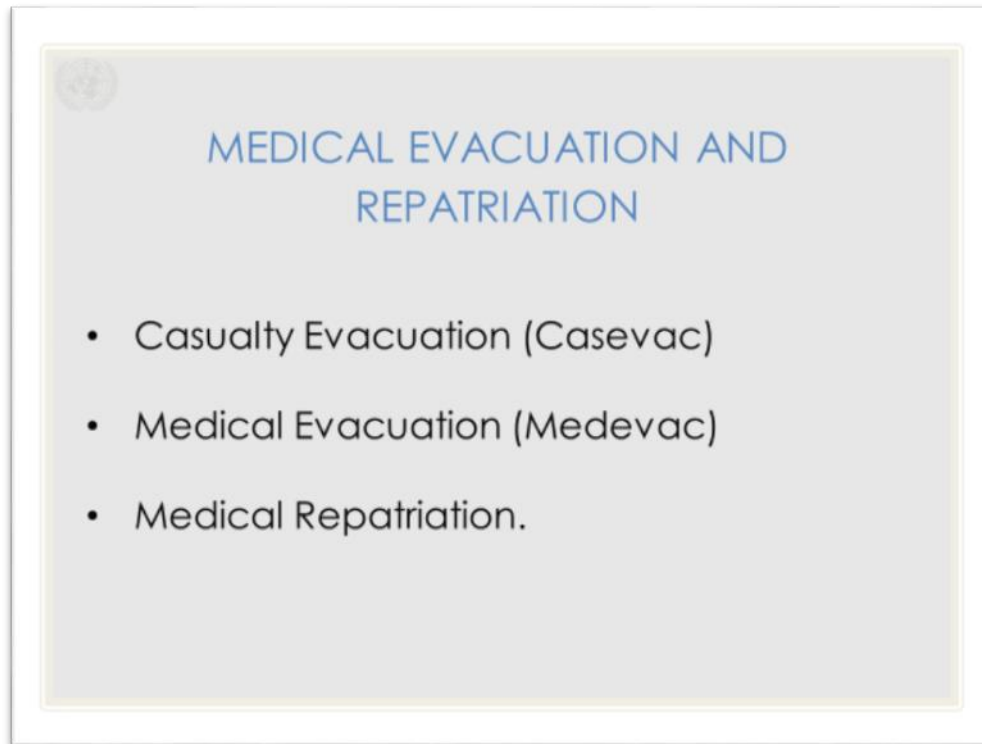 MEDICAL EVACUATION AND
REPATRIATION
• Casualty Evacuation (Casevac)
• Medical Evacuation (Medevac)
• Medical Repatriation.